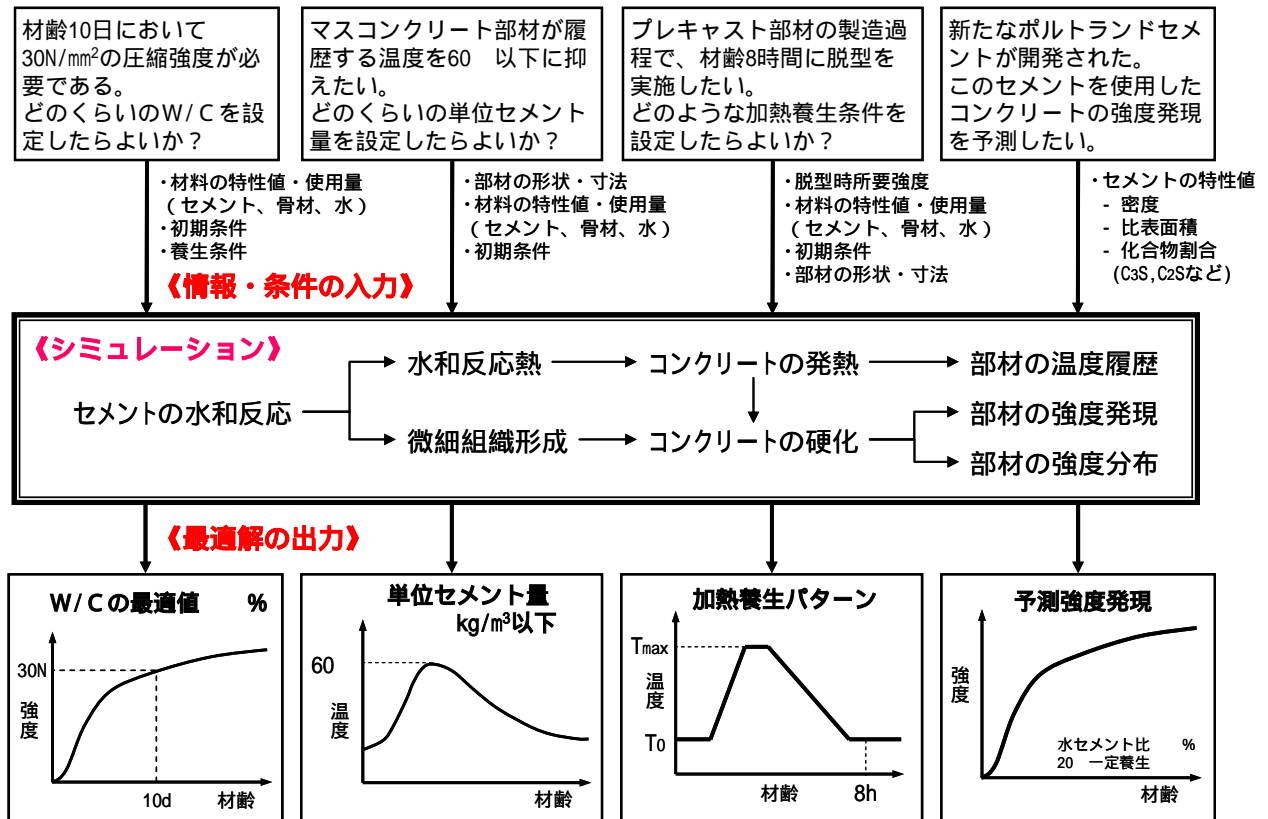 材齢10日において
30N/mm²の圧縮強度が必
要である。
どのくらいのW/Cを設
定したらよいか？
マスコンクリート部材が履
歴する温度を60　以下に抑
えたい。
どのくらいの単位セメント
量を設定したらよいか？
プレキャスト部材の製造過
程で、材齢8時間に脱型を
実施したい。
どのような加熱養生条件を
設定したらよいか？
新たなポルトランドセメ
ントが開発された。
このセメントを使用した
コンクリートの強度発現
を予測したい。
・材料の特性値・使用量
（セメント、骨材、水）
・初期条件
・養生条件
・部材の形状・寸法
・材料の特性値・使用量
（セメント、骨材、水）
・初期条件
・脱型時所要強度
・材料の特性値・使用量
（セメント、骨材、水）
・初期条件
・部材の形状・寸法
・セメントの特性値
- 密度
- 比表面積
- 化合物割合
(C3S,C2Sなど)
《情報・条件の入力》
《シミュレーション》
セメントの水和反応
水和反応熱
コンクリートの発熱
部材の温度履歴
微細組織形成
コンクリートの硬化
部材の強度発現
部材の強度分布
《最適解の出力》
W/Cの最適値　%
30N
強度
10d
材齢
単位セメント量
kg/m³以下
60
温度
材齢
加熱養生パターン
Tmax
温度
T0
材齢
8h
予測強度発現
強度
水セメント比　%
20　一定養生
材齢